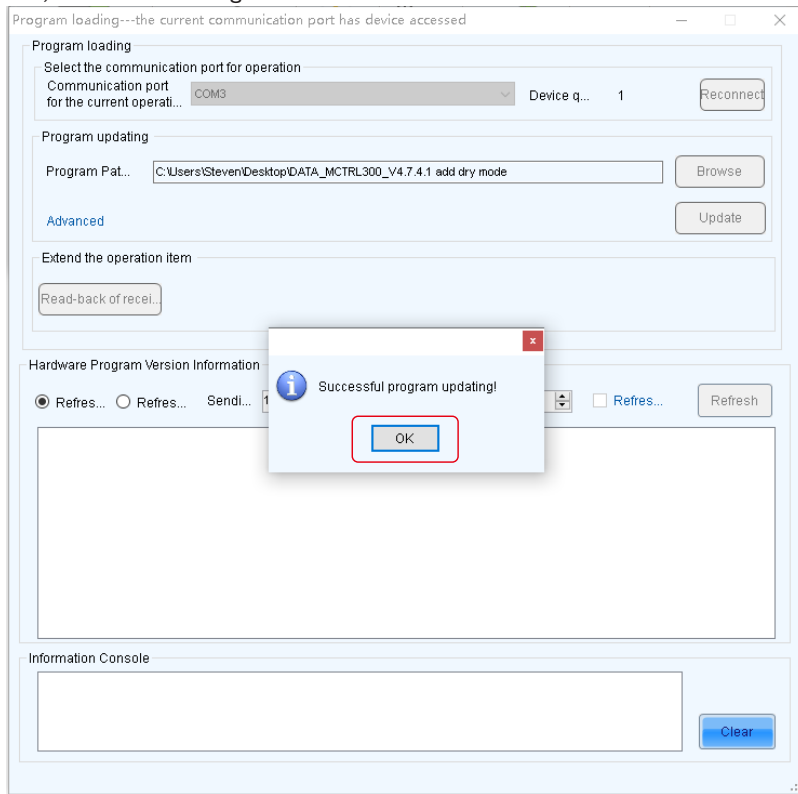 Program loading---the current communication port has device accessed
Program loading
Select the communication port for operation
Communication port
for the current operati...
COM3
Device q...
1
Reconnect
Program updating
Program Pat...
C:\Users\Steven\Desktop\DATA_MCTRL300_V4.7.4.1 add dry mode
Browse
Advanced
Update
Extend the operation item
Read-back of recei...
x
Hardware Program Version Information
Successful program updating!
Refres...
Refres...
Sendi...
1
Refres...
Refresh
OK
Information Console
Clear